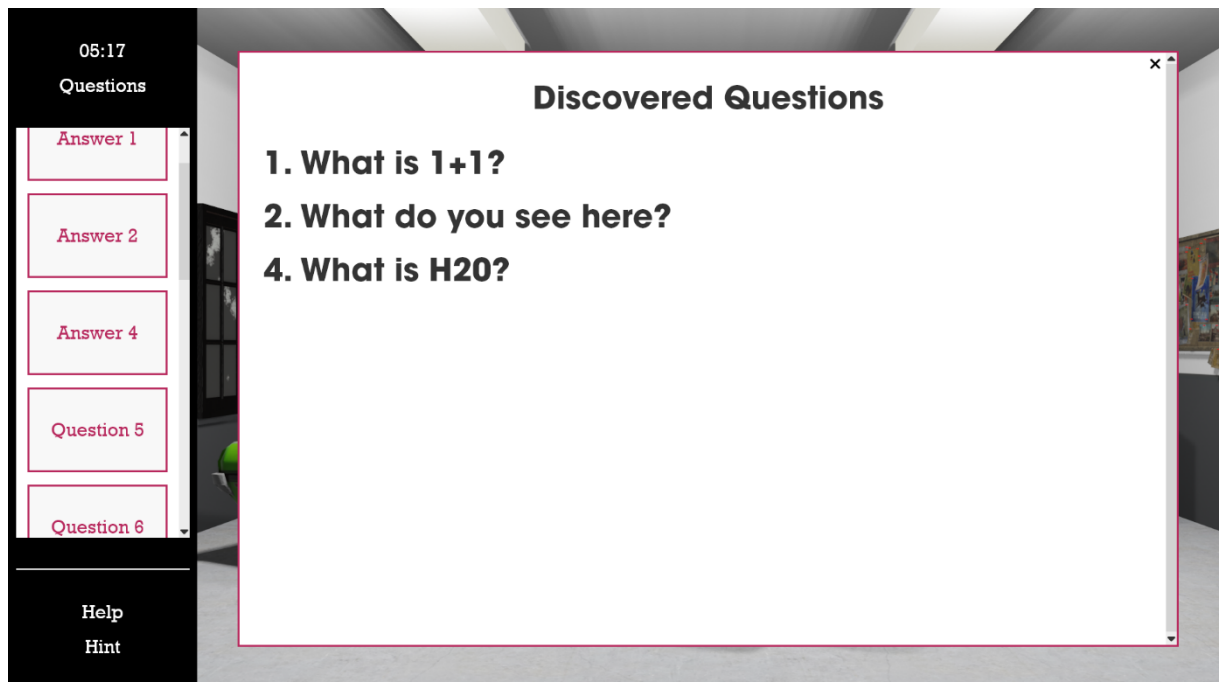 05:17
Questions
Answer 1
Answer 2
Answer 4
Question 5
Question 6
Help
Hint
×
Discovered Questions
1. What is 1+1?
2. What do you see here?
4. What is H20?